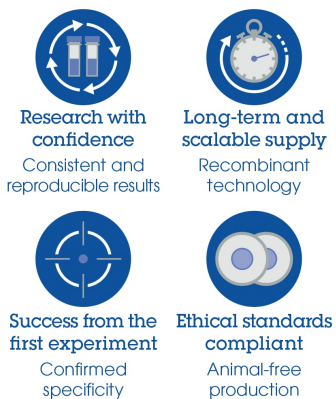 Research with
confidence
Consistent and
reproducible results
Long-term and
scalable supply
Recombinant
technology
Success from the
first experiment
Confirmed
specificity
Ethical standards
compliant
Animal-free
production